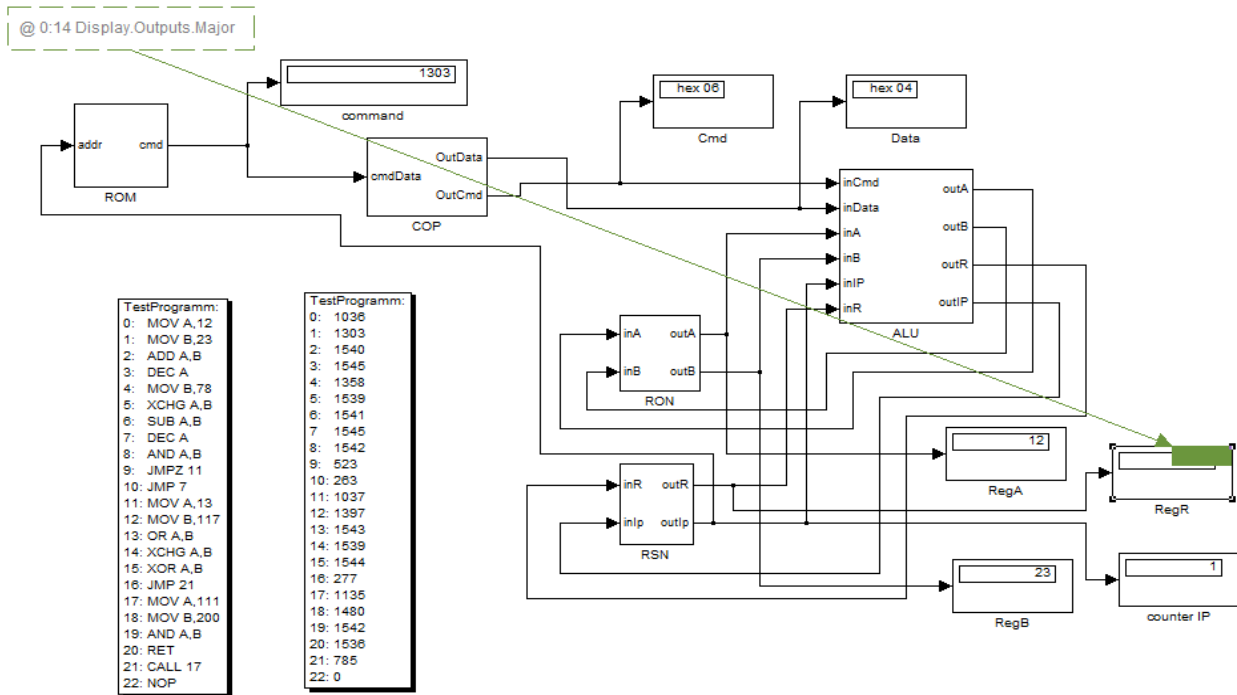 @ 0:14 Display.Outputs.Major
1303
command
addr
cmd
ROM
cmdData
OutData
OutCmd
COP
hex 06
Cmd
hex 04
Data
inCmd
inData
inA
inB
inIP
inR
outA
outB
outR
outIP
ALU
inA
inB
outA
outB
RON
inR
inIp
outR
outIp
RSN
12
RegA
RegR
23
RegB
1
counter IP
TestProgramm:
0: MOV A,12
1: MOV B,23
2: ADD A,B
3: DEC A
4: MOV B,78
5: XCHG A,B
6: SUB A,B
7: DEC A
8: AND A,B
9: JMPZ 11
10: JMP 7
11: MOV A,13
12: MOV B,117
13: OR A,B
14: XCHG A,B
15: XOR A,B
16: JMP 21
17: MOV A,111
18: MOV B,200
19: AND A,B
20: RET
21: CALL 17
22: NOP
TestProgramm:
0: 1036
1: 1303
2: 1540
3: 1545
4: 1358
5: 1539
6: 1541
7 1545
8: 1542
9: 523
10: 263
11: 1037
12: 1397
13: 1543
14: 1539
15: 1544
16: 277
17: 1135
18: 1480
19: 1542
20: 1536
21: 785
22: 0